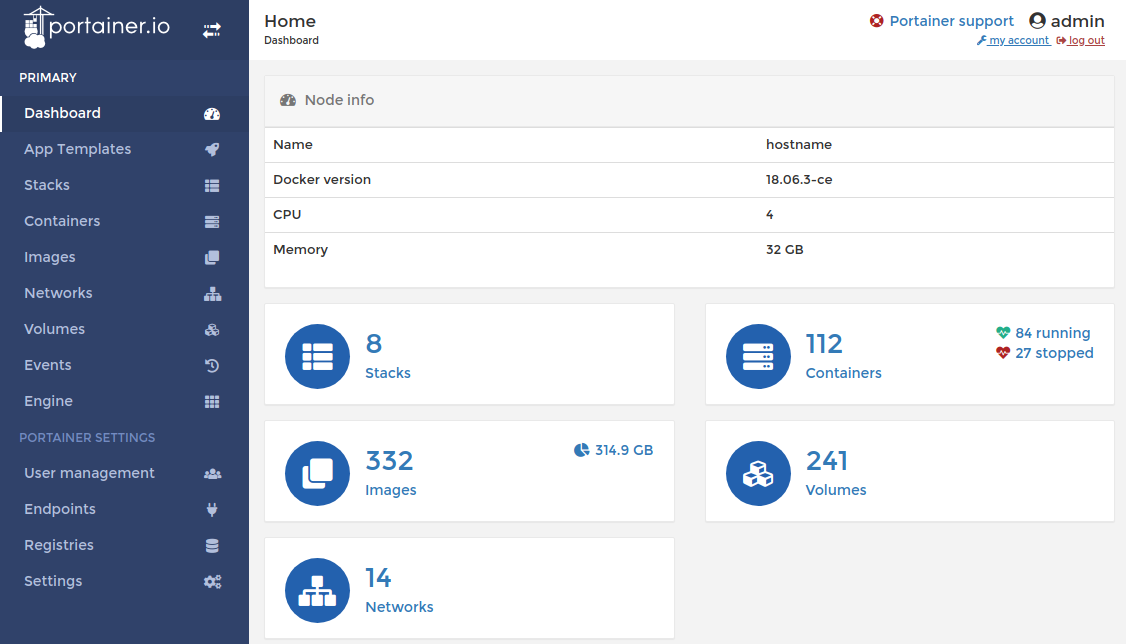 portainer.io
PRIMARY
Dashboard
App Templates
Stacks
Containers
Images
Networks
Volumes
Events
Engine
PORTAINER SETTINGS
User management
Endpoints
Registries
Settings
Home
Dashboard
Portainer support
admin
my account log out
Node info
Name hostname
Docker version 18.06.3-ce
CPU 4
Memory 32 GB
8
Stacks
112
Containers
84 running
27 stopped
332
Images
314.9 GB
241
Volumes
14
Networks